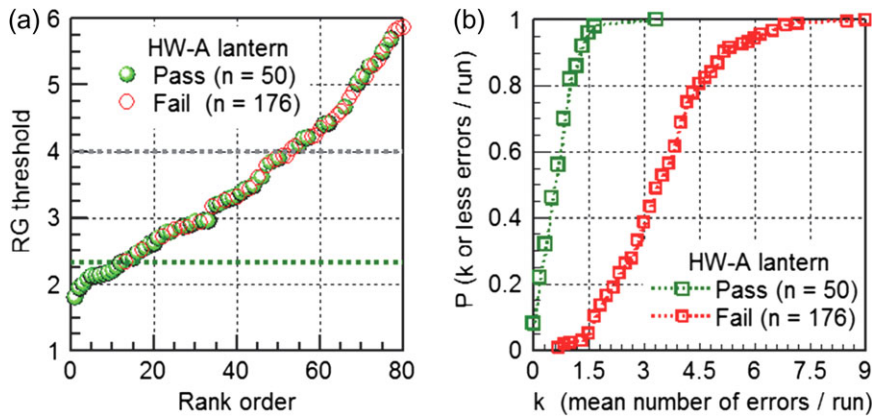 (a)
HW-A lantern
Pass (n = 50)
Fail (n = 176)
RG threshold
6
5
4
3
2
1
0 20 40 60 80
Rank order
(b)
P (k or less errors / run)
1
0.8
0.6
0.4
0.2
0
HW-A lantern
Pass (n = 50)
Fail (n = 176)
0 1.5 3 4.5 6 7.5 9
k (mean number of errors / run)